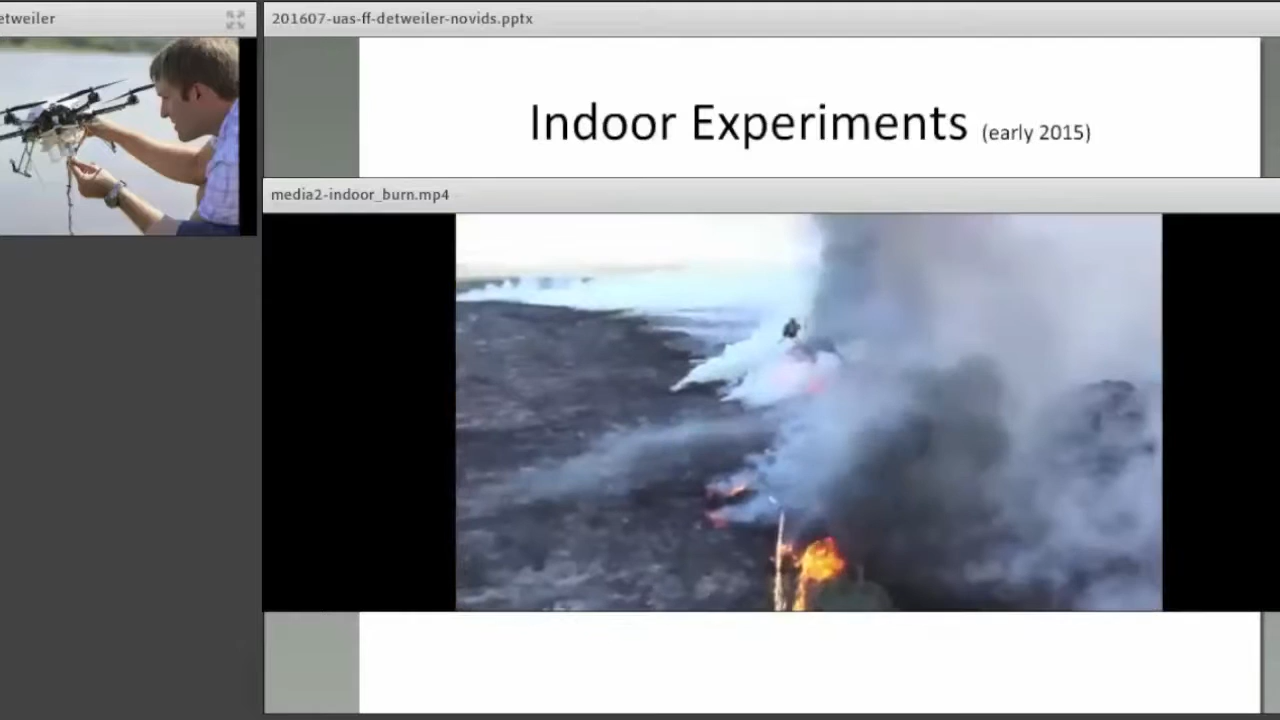 etweiler
201607-uas-ff-detweiler-novids.pptx
Indoor Experiments (early 2015)
media2-indoor_burn.mp4